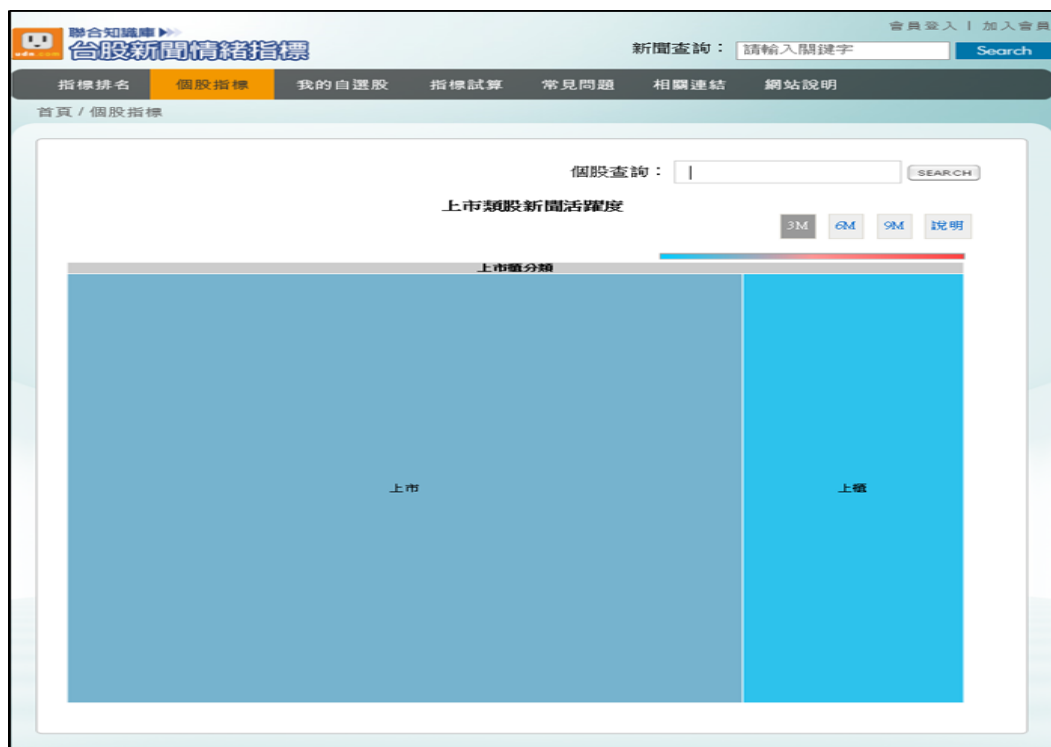 會員登入 | 加入會員
聯合知識庫
udn.com
台股新聞情緒指標
新聞查詢： 請輸入關鍵字 Search
指標排名 個股指標 我的自選股 指標試算 常見問題 相關連結 網站說明
首頁 / 個股指標
個股查詢： SEARCH
上市類股新聞活躍度
3M 6M 9M 說明
上市櫃分類
上市 上櫃